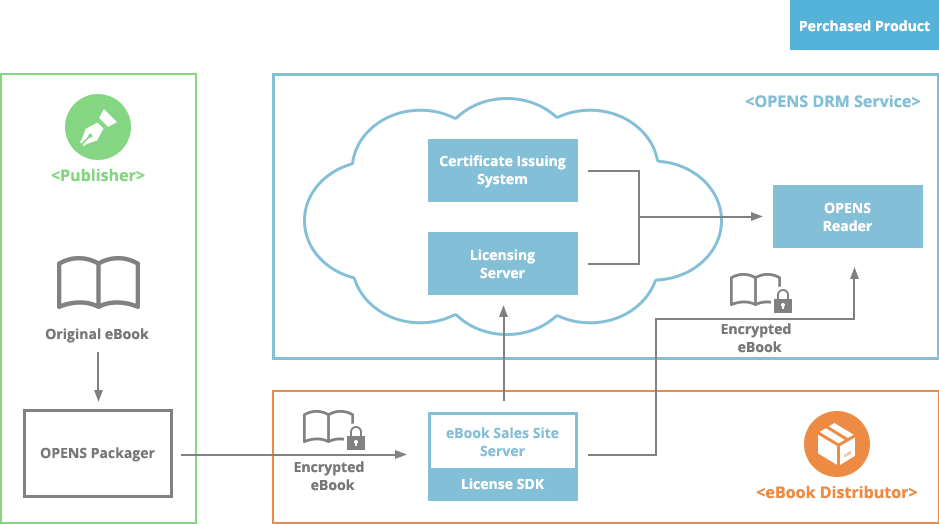 Perchased Product
<OPENS DRM Service>
<Publisher>
Certificate Issuing
System
OPENS
Reader
Licensing
Server
Original eBook
Encrypted
eBook
OPENS Packager
Encrypted
eBook
eBook Sales Site
Server
License SDK
<eBook Distributor>